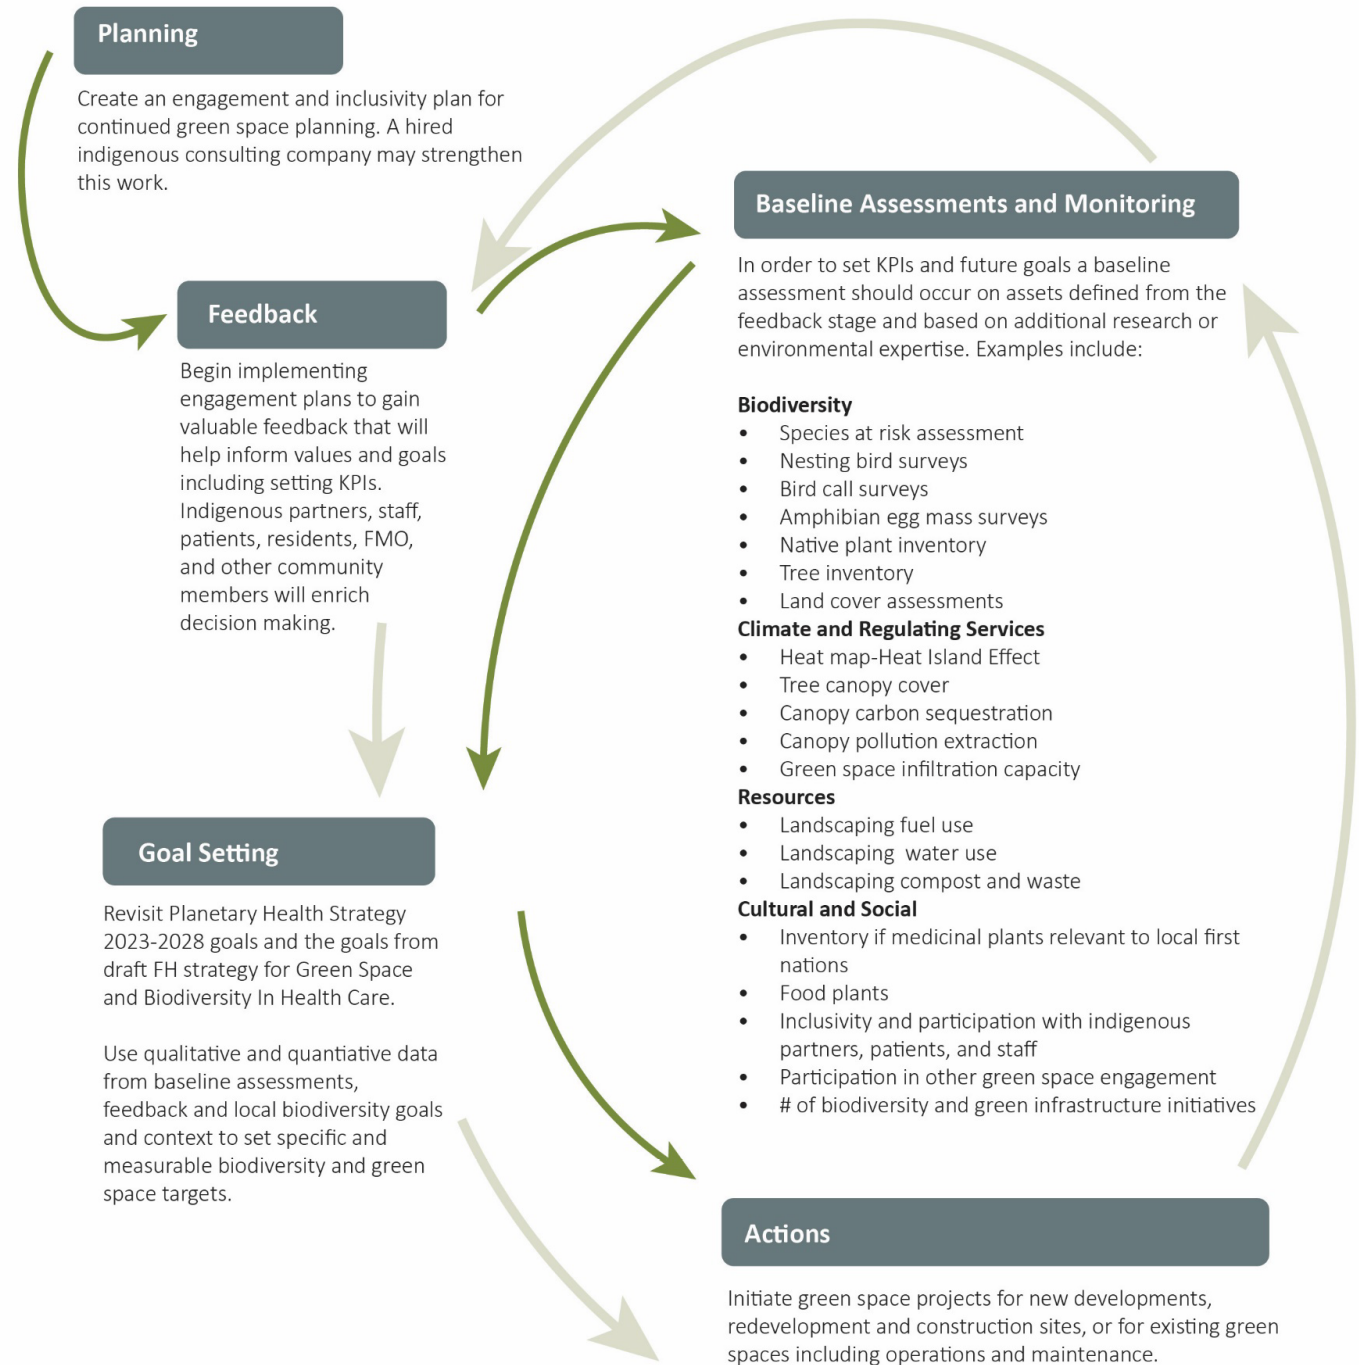 Planning
Create an engagement and inclusivity plan for
continued green space planning. A hired
indigenous consulting company may strengthen
this work.
Feedback
Begin implementing
engagement plans to gain
valuable feedback that will
help inform values and goals
including setting KPIs.
Indigenous partners, staff,
patients, residents, FMO,
and other community
members will enrich
decision making.
Baseline Assessments and Monitoring
In order to set KPIs and future goals a baseline
assessment should occur on assets defined from the
feedback stage and based on additional research or
environmental expertise. Examples include:
Biodiversity
• Species at risk assessment
• Nesting bird surveys
• Bird call surveys
• Amphibian egg mass surveys
• Native plant inventory
• Tree inventory
• Land cover assessments
Climate and Regulating Services
• Heat map-Heat Island Effect
• Tree canopy cover
• Canopy carbon sequestration
• Canopy pollution extraction
• Green space infiltration capacity
Resources
• Landscaping fuel use
• Landscaping water use
• Landscaping compost and waste
Cultural and Social
• Inventory if medicinal plants relevant to local first
nations
• Food plants
• Inclusivity and participation with indigenous
partners, patients, and staff
• Participation in other green space engagement
• # of biodiversity and green infrastructure initiatives
Goal Setting
Revisit Planetary Health Strategy
2023-2028 goals and the goals from
draft FH strategy for Green Space
and Biodiversity In Health Care.
Use qualitative and quantiative data
from baseline assessments,
feedback and local biodiversity goals
and context to set specific and
measurable biodiversity and green
space targets.
Actions
Initiate green space projects for new developments,
redevelopment and construction sites, or for existing green
spaces including operations and maintenance.